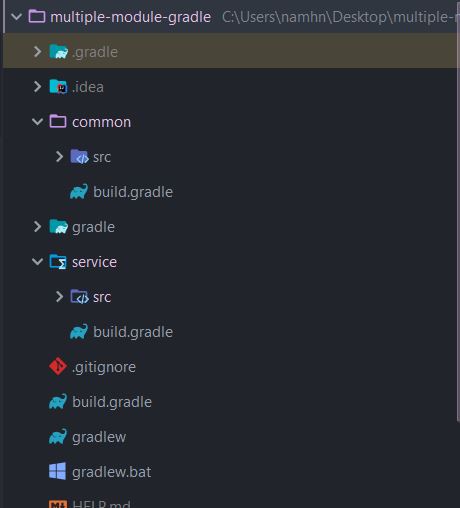 multiple-module-gradle C:\Users\namhn\Desktop\multiple-
.gradle
.idea
common
src
build.gradle
gradle
service
src
build.gradle
.gitignore
build.gradle
gradlew
gradlew.bat
HELP.md